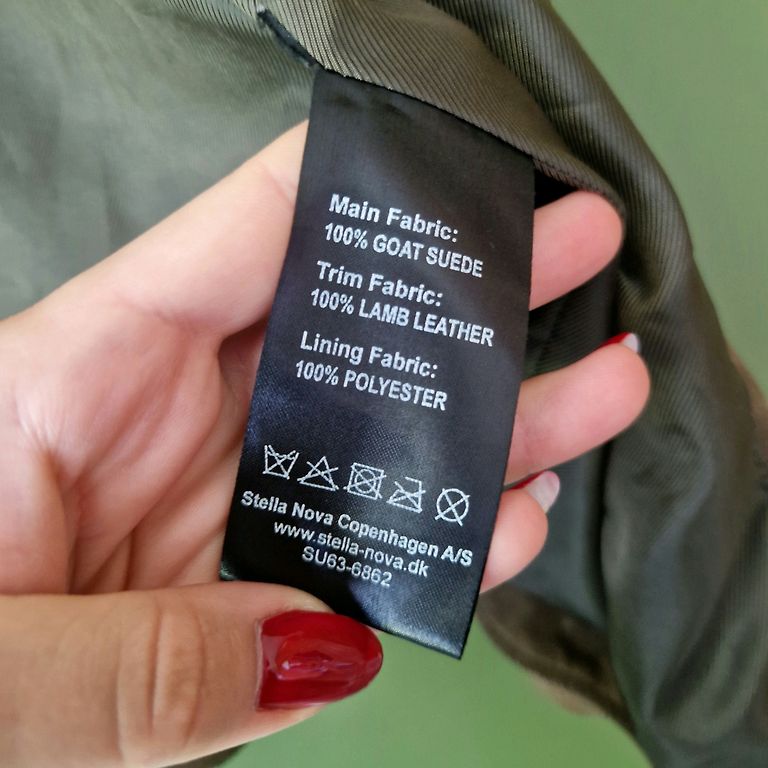 Main Fabric:
100% GOAT SUEDE
Trim Fabric:
100% LAMB LEATHER
Lining Fabric:
100% POLYESTER
Stella Nova Copenhagen A/S
www.stella-nova.dk
SU63-6862